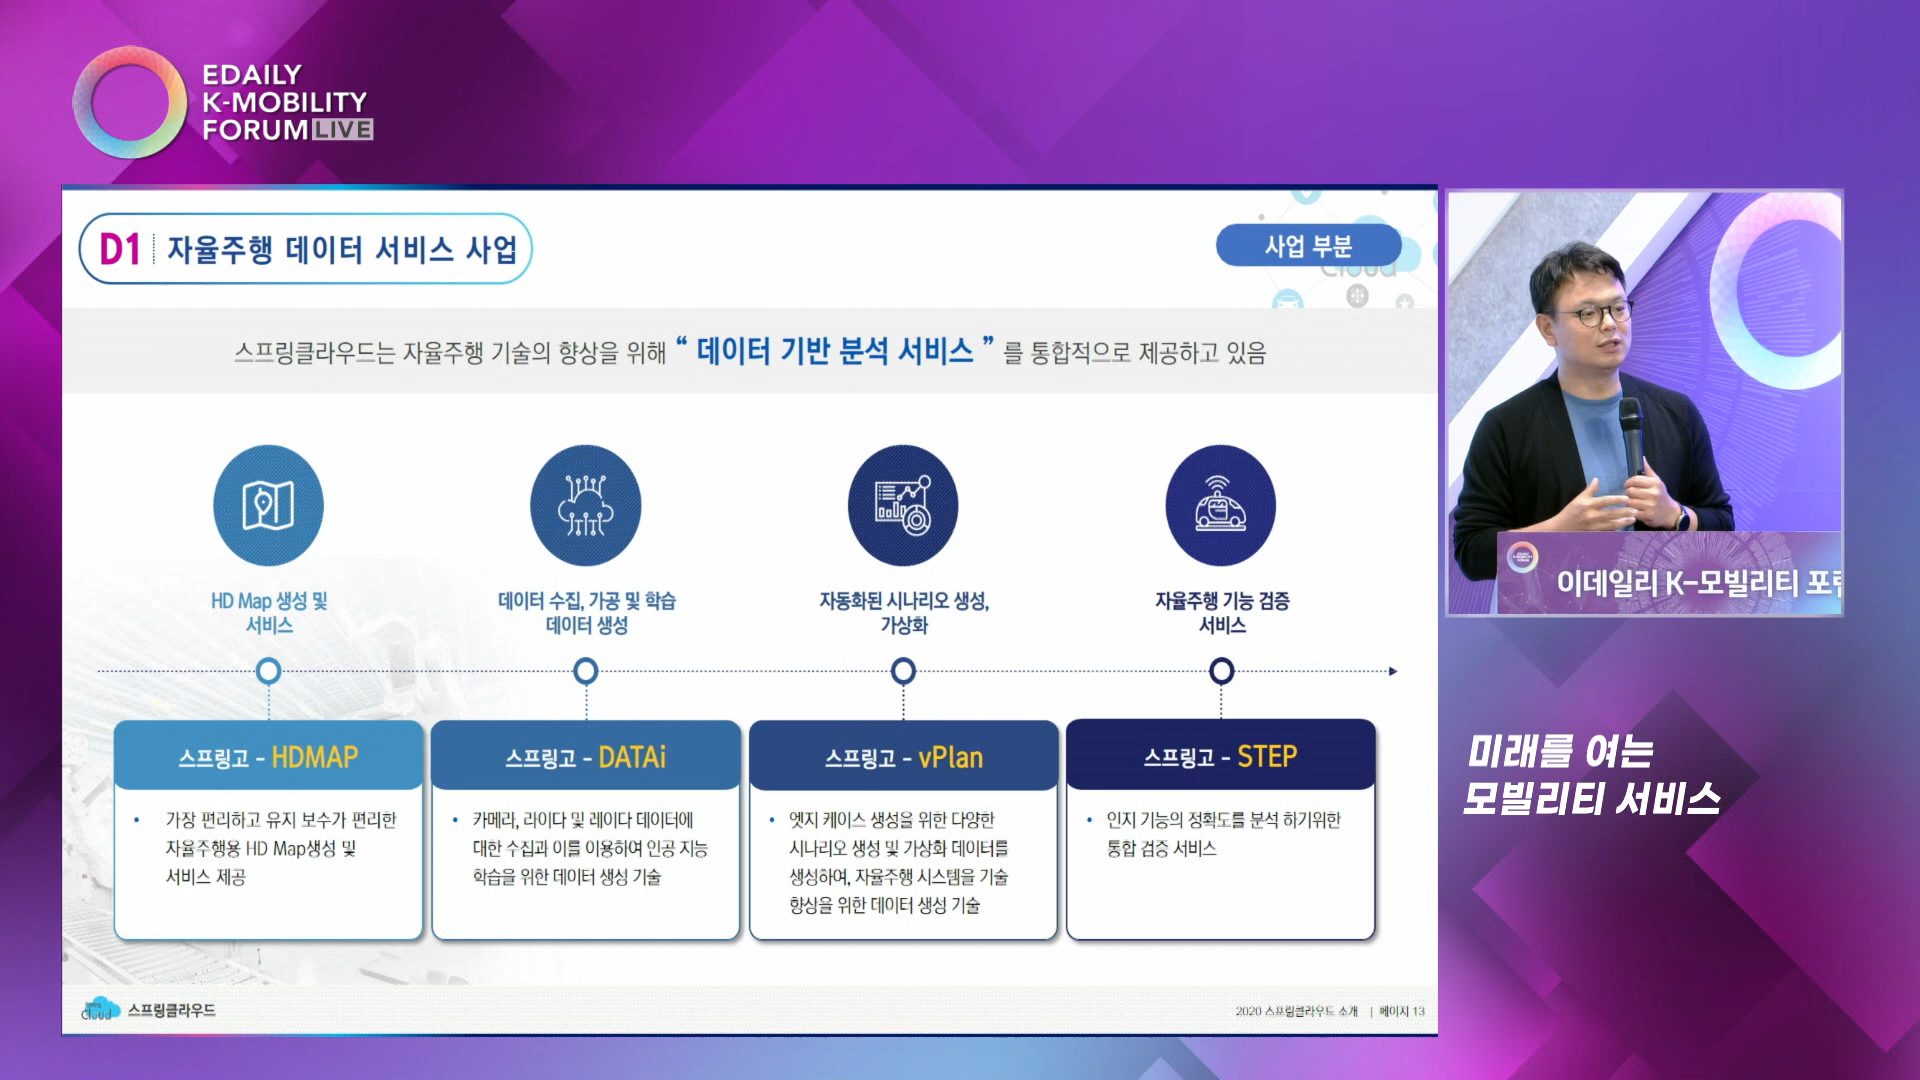 EDAILY
K-MOBILITY
FORUM LIVE
D1 자율주행 데이터 서비스 사업
사업 부분
Cloud
스프링클라우드는 자율주행 기술의 향상을 위해 “ 데이터 기반 분석 서비스 ” 를 통합적으로 제공하고 있음
HD Map 생성 및
서비스
데이터 수집, 가공 및 학습
데이터 생성
자동화된 시나리오 생성,
가상화
자율주행 기능 검증
서비스
스프링고 - HDMAP
• 가장 편리하고 유지 보수가 편리한
자율주행용 HD Map생성 및
서비스 제공
스프링고 - DATAi
• 카메라, 라이다 및 레이다 데이터에
대한 수집과 이를 이용하여 인공 지능
학습을 위한 데이터 생성 기술
스프링고 - vPlan
• 엣지 케이스 생성을 위한 다양한
시나리오 생성 및 가상화 데이터를
생성하여, 자율주행 시스템을 기술
향상을 위한 데이터 생성 기술
스프링고 - STEP
• 인지 기능의 정확도를 분석 하기위한
통합 검증 서비스
Spring
Cloud
스프링클라우드
2020 스프링클라우드 소개 | 페이지 13
이데일리 K-모빌리티 포럼
미래를 여는
모빌리티 서비스